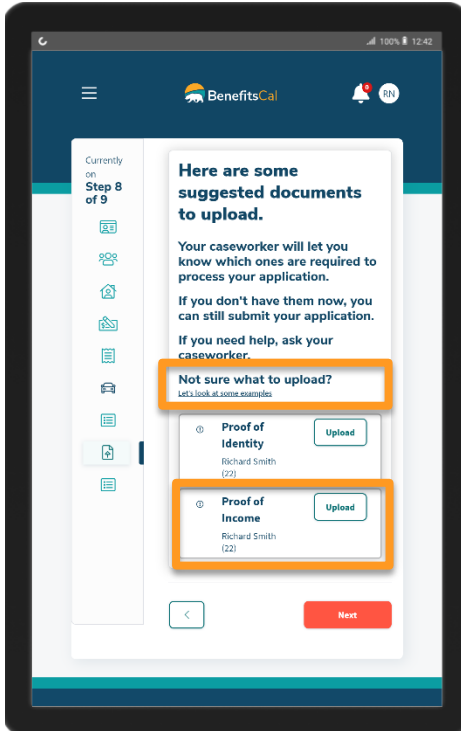 100% 12:42
BenefitsCal
RN
Currently
on
Step 8
of 9
Here are some
suggested documents
to upload.
Your caseworker will let you
know which ones are required to
process your application.
If you don't have them now, you
can still submit your application.
If you need help, ask your
caseworker.
Not sure what to upload?
Let's look at some examples
Proof of
Identity
Upload
Richard Smith
(22)
Proof of
Income
Upload
Richard Smith
(22)
Next